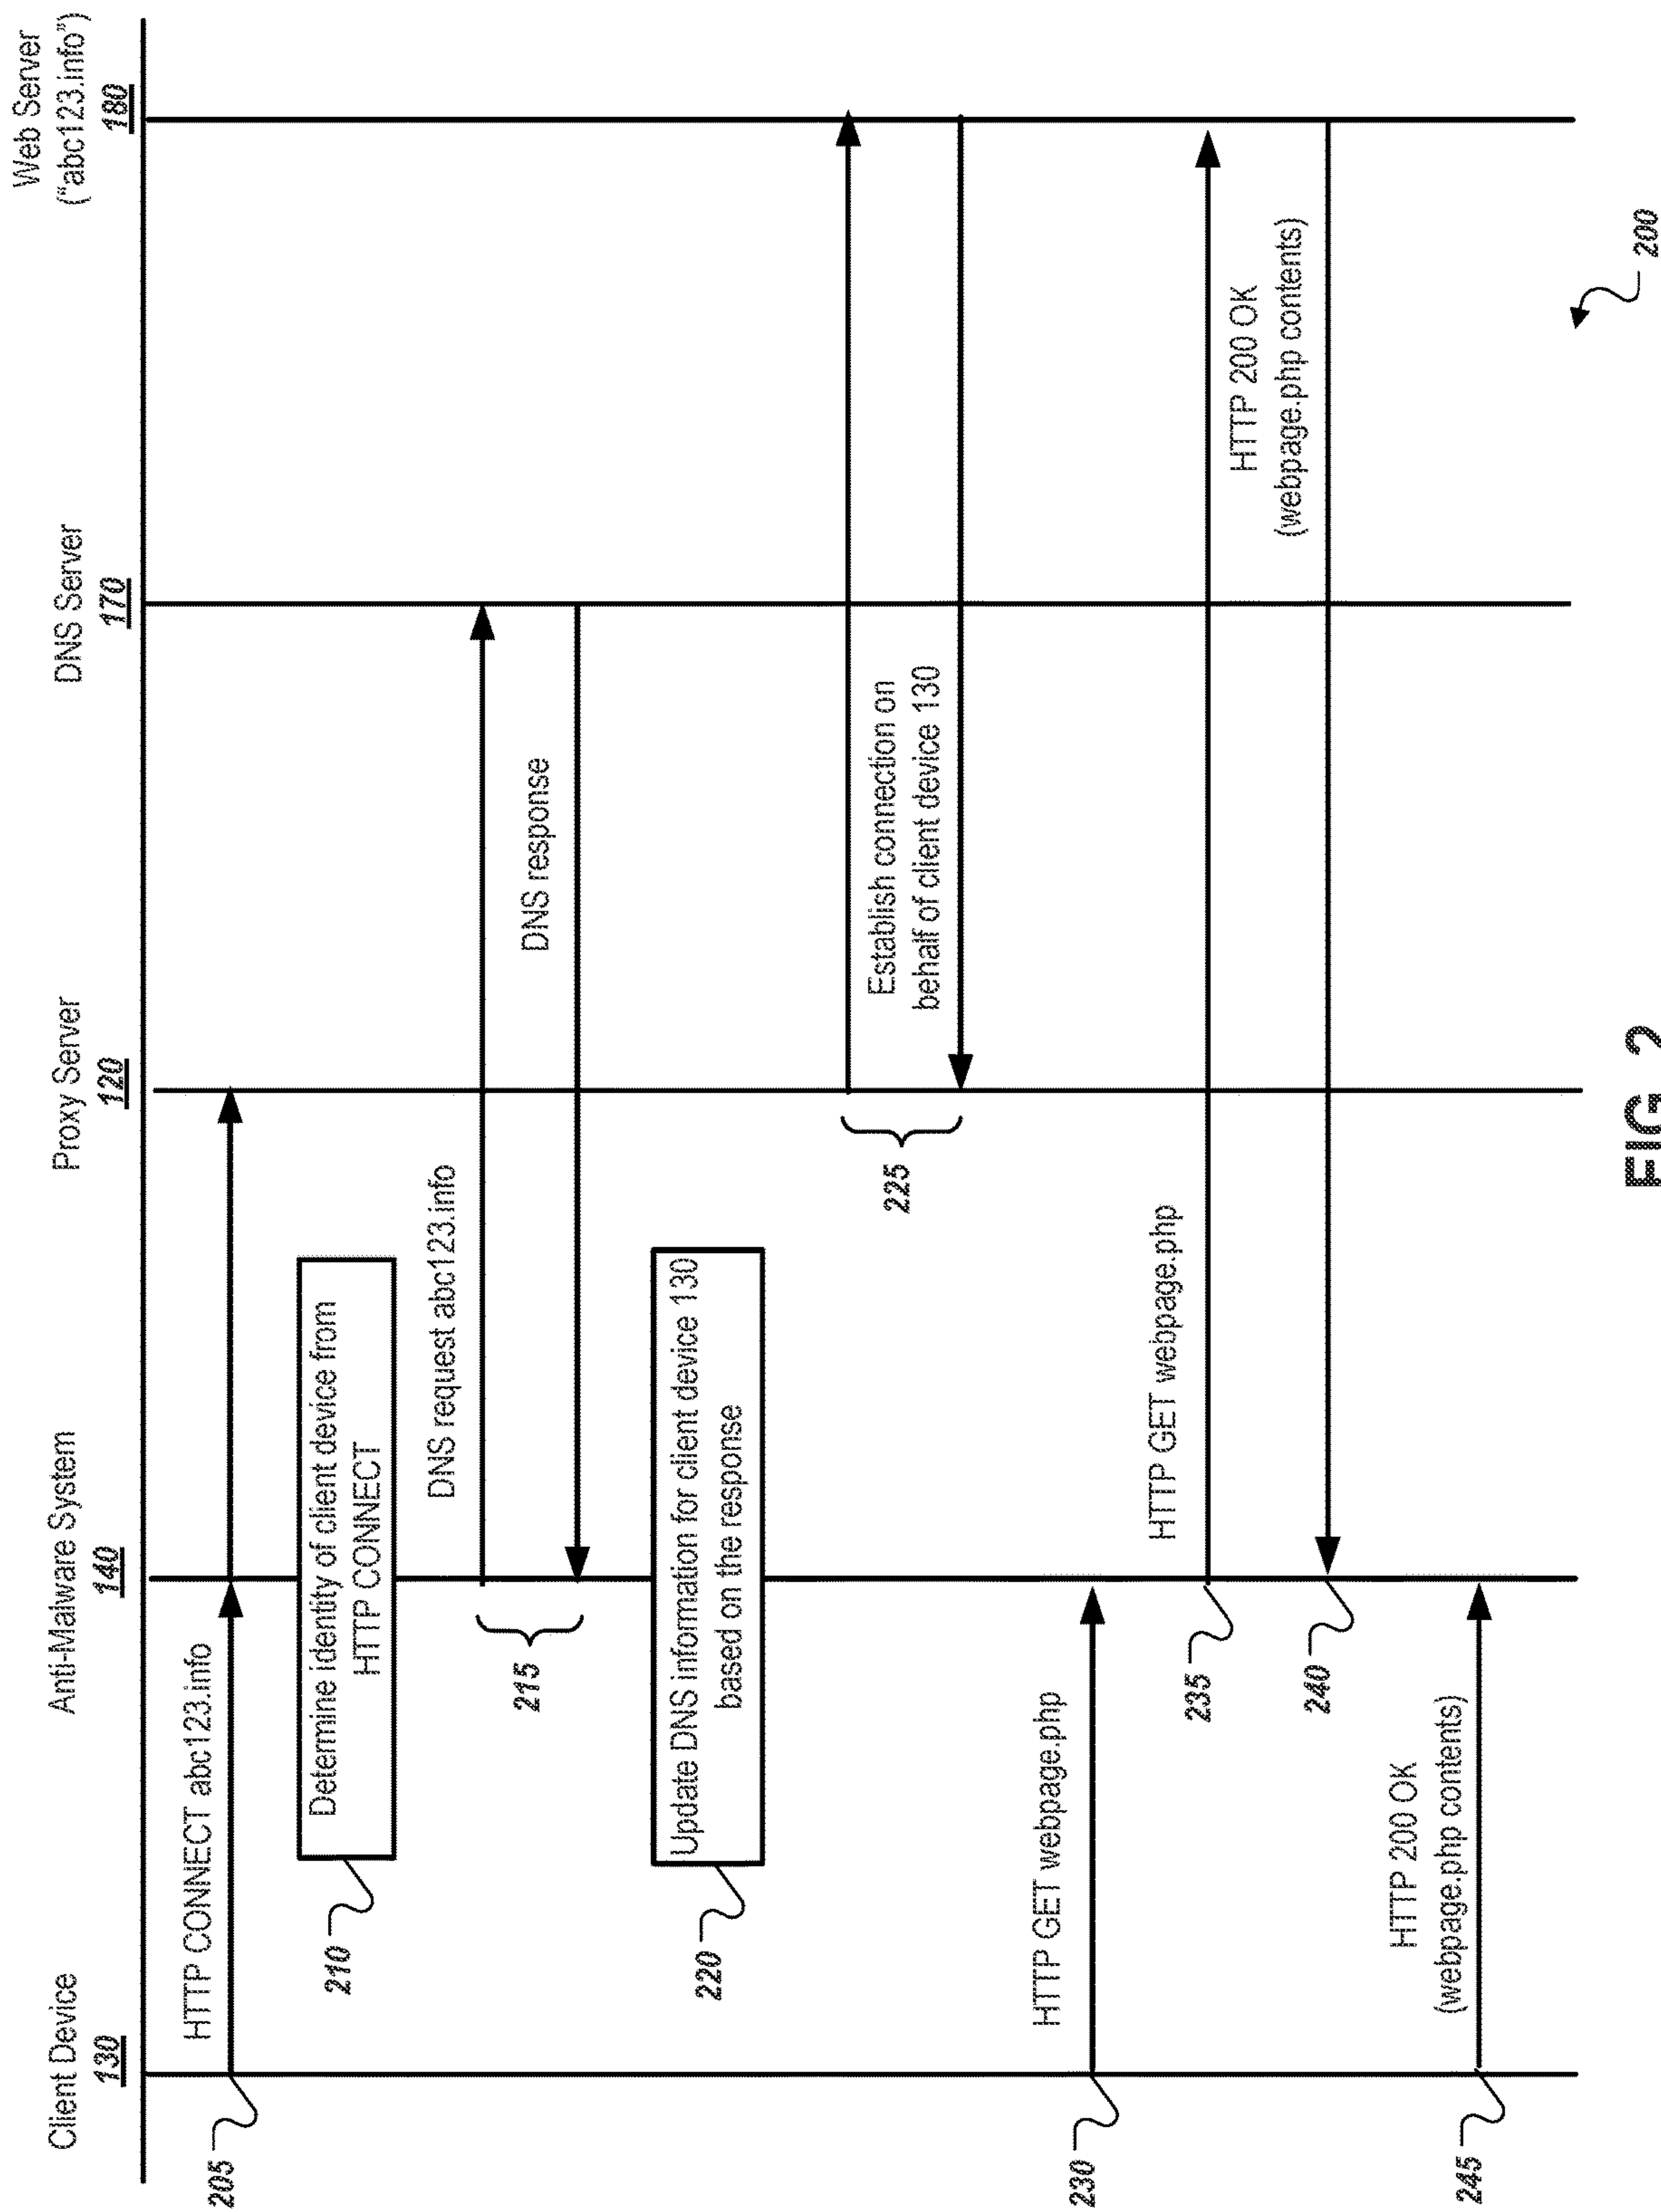 Client Device
130
Anti-Malware System
140
Proxy Server
120
DNS Server
170
Web Server
("abc123.info")
180
205
HTTP CONNECT abc123.info
210
Determine identity of client device from
HTTP CONNECT
215
DNS request abc123.info
DNS response
220
Update DNS information for client device 130
based on the response
225
Establish connection on
behalf of client device 130
230
HTTP GET webpage.php
235
HTTP GET webpage.php
240
HTTP 200 OK
(webpage.php contents)
245
HTTP 200 OK
(webpage.php contents)
200
FIG. 2